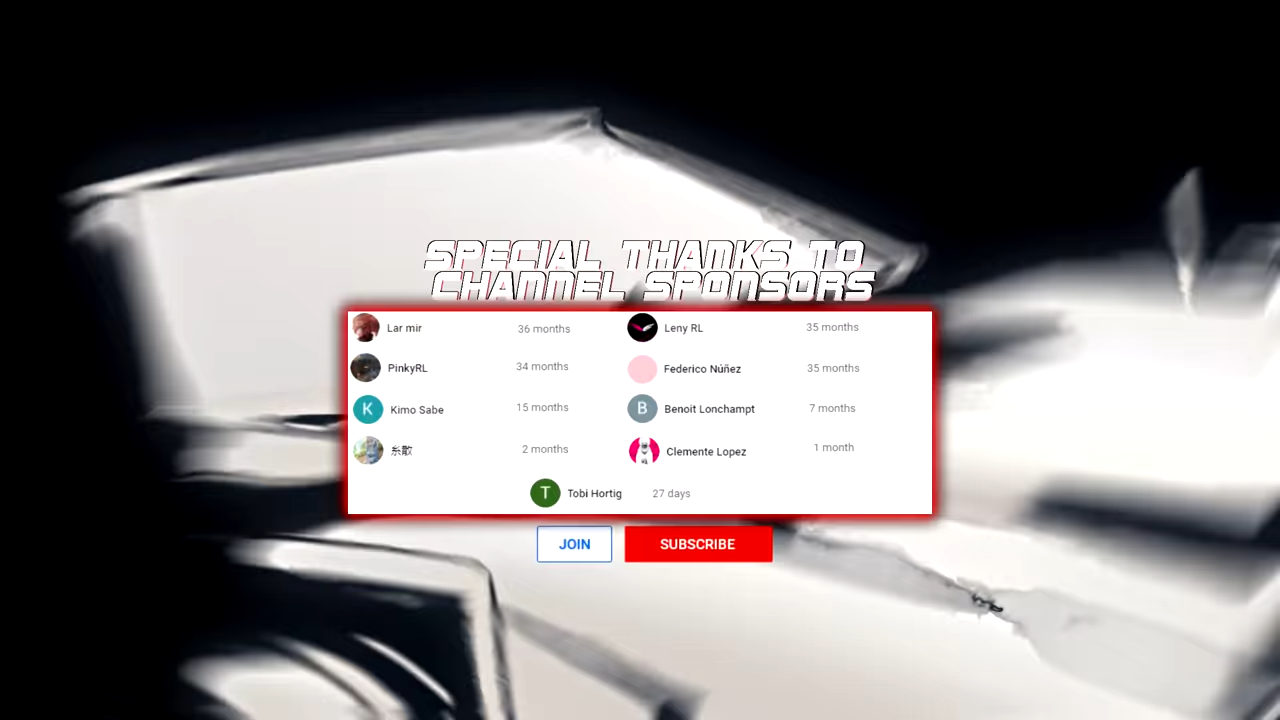 SPECIAL THANKS TO
CHANNEL SPONSORS
Lar mir 36 months Leny RL 35 months
PinkyRL 34 months Federico Núñez 35 months
K Kimo Sabe 15 months B Benoit Lonchampt 7 months
糸散 2 months Clemente Lopez 1 month
T Tobi Hortig 27 days
JOIN SUBSCRIBE